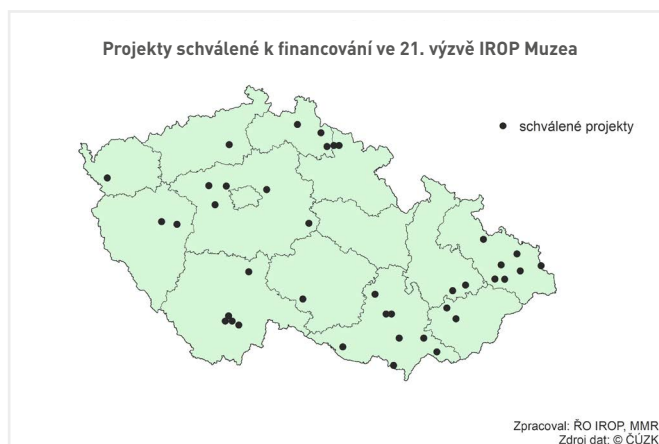 Projekty schválené k financování ve 21. výzvě IROP Muzea
schválené projekty
Zpracoval: ŘO IROP, MMR
Zdroj dat: © ČÚZK